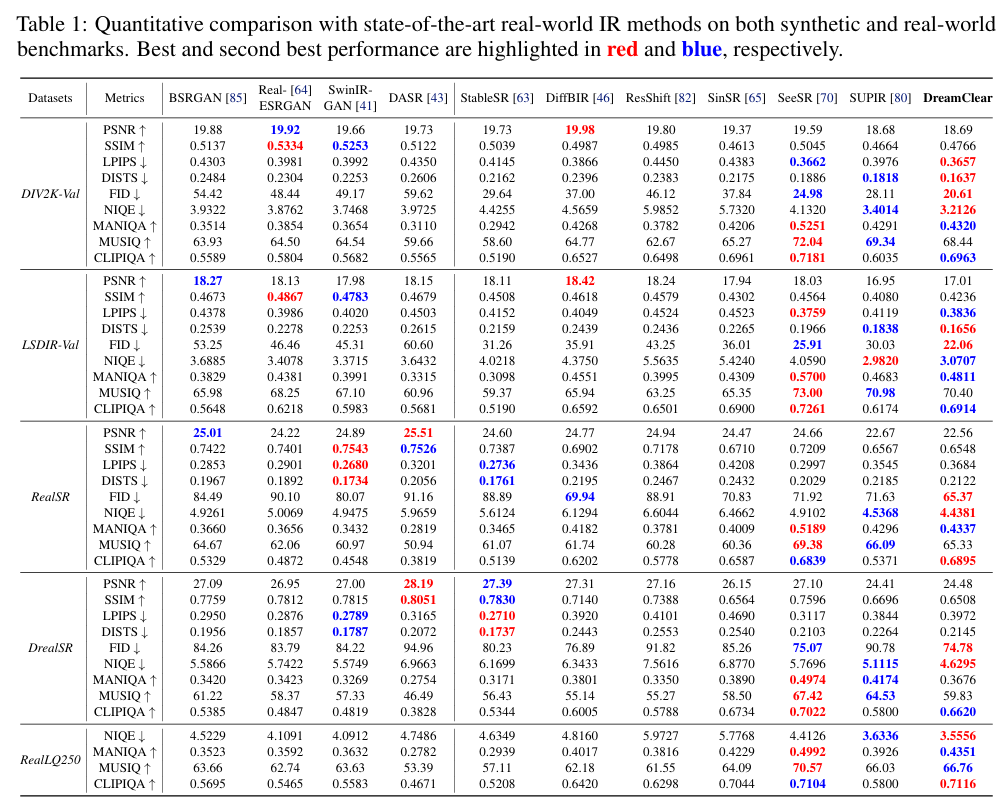 Table 1: Quantitative comparison with state-of-the-art real-world IR methods on both synthetic and real-world
benchmarks. Best and second best performance are highlighted in red and blue, respectively.
Datasets Metrics BSRGAN [85] Real- [64] ESRGAN SwinIR- GAN [41] DASR [43] StableSR [63] DiffBIR [46] ResShift [82] SinSR [65] SeeSR [70] SUPIR [80] DreamClear
PSNR ↑ 19.88 19.92 19.66 19.73 19.73 19.98 19.80 19.37 19.59 18.68 18.69
SSIM ↑ 0.5137 0.5334 0.5253 0.5122 0.5039 0.4987 0.4985 0.4613 0.5045 0.4664 0.4766
LPIPS ↓ 0.4303 0.3981 0.3992 0.4350 0.4145 0.3866 0.4450 0.4383 0.3662 0.3976 0.3657
DISTS ↓ 0.2484 0.2304 0.2253 0.2606 0.2162 0.2396 0.2383 0.2175 0.1886 0.1818 0.1637
DIV2K-Val FID ↓ 54.42 48.44 49.17 59.62 29.64 37.00 46.12 37.84 24.98 28.11 20.61
NIQE ↓ 3.9322 3.8762 3.7468 3.9725 4.4255 4.5659 5.9852 5.7320 4.1320 3.4014 3.2126
MANIQA ↑ 0.3514 0.3854 0.3654 0.3110 0.2942 0.4268 0.3782 0.4206 0.5251 0.4291 0.4320
MUSIQ ↑ 63.93 64.50 64.54 59.66 58.60 64.77 62.67 65.27 72.04 69.34 68.44
CLIPIQA ↑ 0.5589 0.5804 0.5682 0.5565 0.5190 0.6527 0.6498 0.6961 0.7181 0.6035 0.6963
PSNR ↑ 18.27 18.13 17.98 18.15 18.11 18.42 18.24 17.94 18.03 16.95 17.01
SSIM ↑ 0.4673 0.4867 0.4783 0.4679 0.4508 0.4618 0.4579 0.4302 0.4564 0.4080 0.4236
LPIPS ↓ 0.4378 0.3986 0.4020 0.4503 0.4152 0.4049 0.4524 0.4523 0.3759 0.4119 0.3836
DISTS ↓ 0.2539 0.2278 0.2253 0.2615 0.2159 0.2439 0.2436 0.2265 0.1966 0.1838 0.1656
LSDIR-Val FID ↓ 53.25 46.46 45.31 60.60 31.26 35.91 43.25 36.01 25.91 30.03 22.06
NIQE ↓ 3.6885 3.4078 3.3715 3.6432 4.0218 4.3750 5.5635 5.4240 4.0590 2.9820 3.0707
MANIQA ↑ 0.3829 0.4381 0.3991 0.3315 0.3098 0.4551 0.3995 0.4309 0.5700 0.4683 0.4811
MUSIQ ↑ 65.98 68.25 67.10 60.96 59.37 65.94 63.25 65.35 73.00 70.98 70.40
CLIPIQA ↑ 0.5648 0.6218 0.5983 0.5681 0.5190 0.6592 0.6501 0.6900 0.7261 0.6174 0.6914
PSNR ↑ 25.01 24.22 24.89 25.51 24.60 24.77 24.94 24.47 24.66 22.67 22.56
SSIM ↑ 0.7422 0.7401 0.7543 0.7526 0.7387 0.6902 0.7178 0.6710 0.7209 0.6567 0.6548
LPIPS ↓ 0.2853 0.2901 0.2680 0.3201 0.2736 0.3436 0.3864 0.4208 0.2997 0.3545 0.3684
DISTS ↓ 0.1967 0.1892 0.1734 0.2056 0.1761 0.2195 0.2467 0.2432 0.2029 0.2185 0.2122
RealSR FID ↓ 84.49 90.10 80.07 91.16 88.89 69.94 88.91 70.83 71.92 71.63 65.37
NIQE ↓ 4.9261 5.0069 4.9475 5.9659 5.6124 6.1294 6.6044 6.4662 4.9102 4.5368 4.4381
MANIQA ↑ 0.3660 0.3656 0.3432 0.2819 0.3465 0.4182 0.3781 0.4009 0.5189 0.4296 0.4337
MUSIQ ↑ 64.67 62.06 60.97 50.94 61.07 61.74 60.28 60.36 69.38 66.09 65.33
CLIPIQA ↑ 0.5329 0.4872 0.4548 0.3819 0.5139 0.6202 0.5778 0.6587 0.6839 0.5371 0.6895
PSNR ↑ 27.09 26.95 27.00 28.19 27.39 27.31 27.16 26.15 27.10 24.41 24.48
SSIM ↑ 0.7759 0.7812 0.7815 0.8051 0.7830 0.7140 0.7388 0.6564 0.7596 0.6696 0.6508
LPIPS ↓ 0.2950 0.2876 0.2789 0.3165 0.2710 0.3920 0.4101 0.4690 0.3117 0.3844 0.3972
DISTS ↓ 0.1956 0.1857 0.1787 0.2072 0.1737 0.2443 0.2553 0.2540 0.2103 0.2264 0.2145
DrealSR FID ↓ 84.26 83.79 84.22 94.96 80.23 76.89 91.82 85.26 75.07 90.78 74.78
NIQE ↓ 5.5866 5.7422 5.5749 6.9663 6.1699 6.3433 7.5616 6.8770 5.7696 5.1115 4.6295
MANIQA ↑ 0.3420 0.3423 0.3269 0.2754 0.3171 0.3801 0.3350 0.3890 0.4974 0.4174 0.3676
MUSIQ ↑ 61.22 58.37 57.33 46.49 56.43 55.14 55.27 58.50 67.42 64.53 59.83
CLIPIQA ↑ 0.5385 0.4847 0.4819 0.3828 0.5344 0.6005 0.5788 0.6734 0.7022 0.5800 0.6620
NIQE ↓ 4.5229 4.1091 4.0912 4.7486 4.6349 4.8160 5.9727 5.7768 4.4126 3.6336 3.5556
RealLQ250 MANIQA ↑ 0.3523 0.3592 0.3632 0.2782 0.2939 0.4017 0.3816 0.4229 0.4992 0.3926 0.4351
MUSIQ ↑ 63.66 62.74 63.63 53.39 57.11 62.18 61.55 64.09 70.57 66.03 66.76
CLIPIQA ↑ 0.5695 0.5465 0.5583 0.4671 0.5208 0.6420 0.6298 0.7044 0.7104 0.5800 0.7116